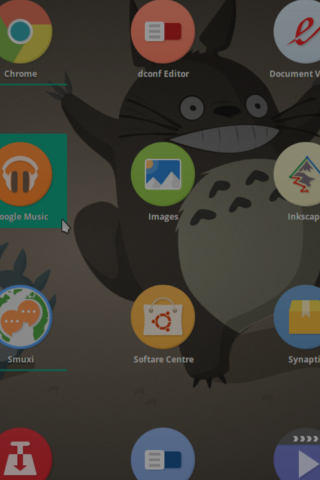 Chrome
dconf Editor
Document V
oogle Music
Images
Inkscap
Smuxi
Softare Centre
Synapti